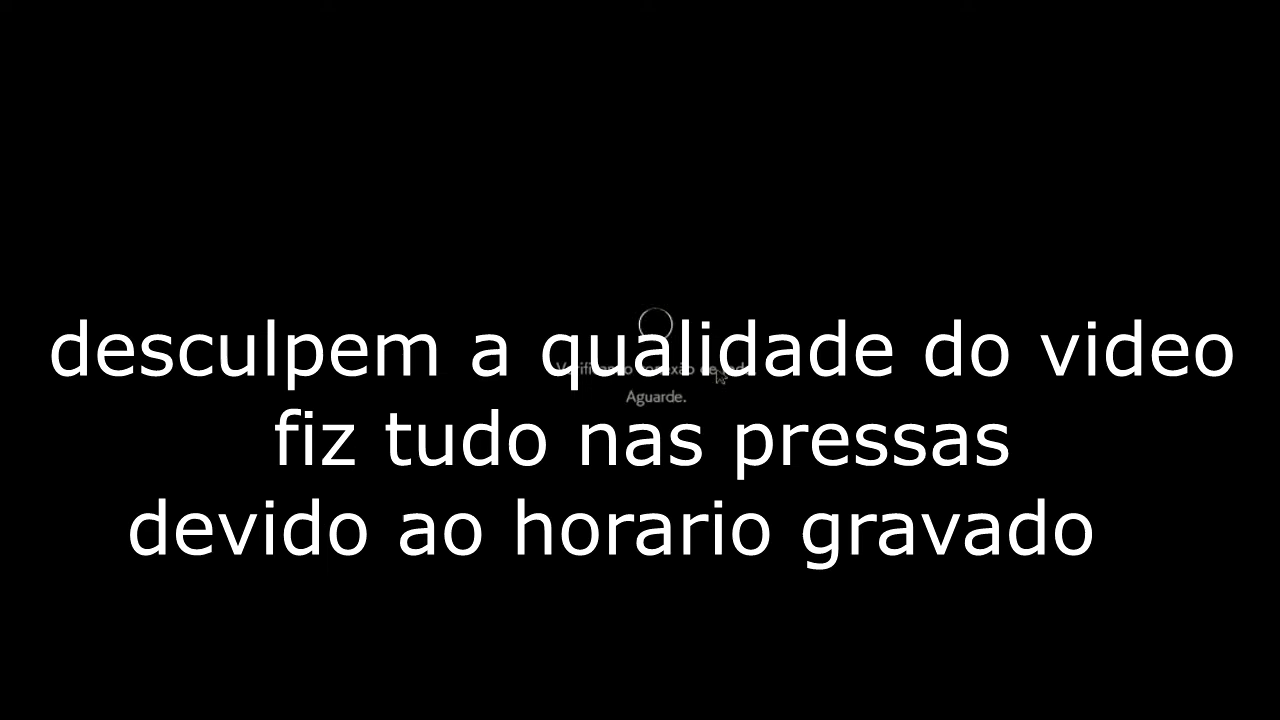 desculpem a qualidade do video
Aguarde.
fiz tudo nas pressas
devido ao horario gravado